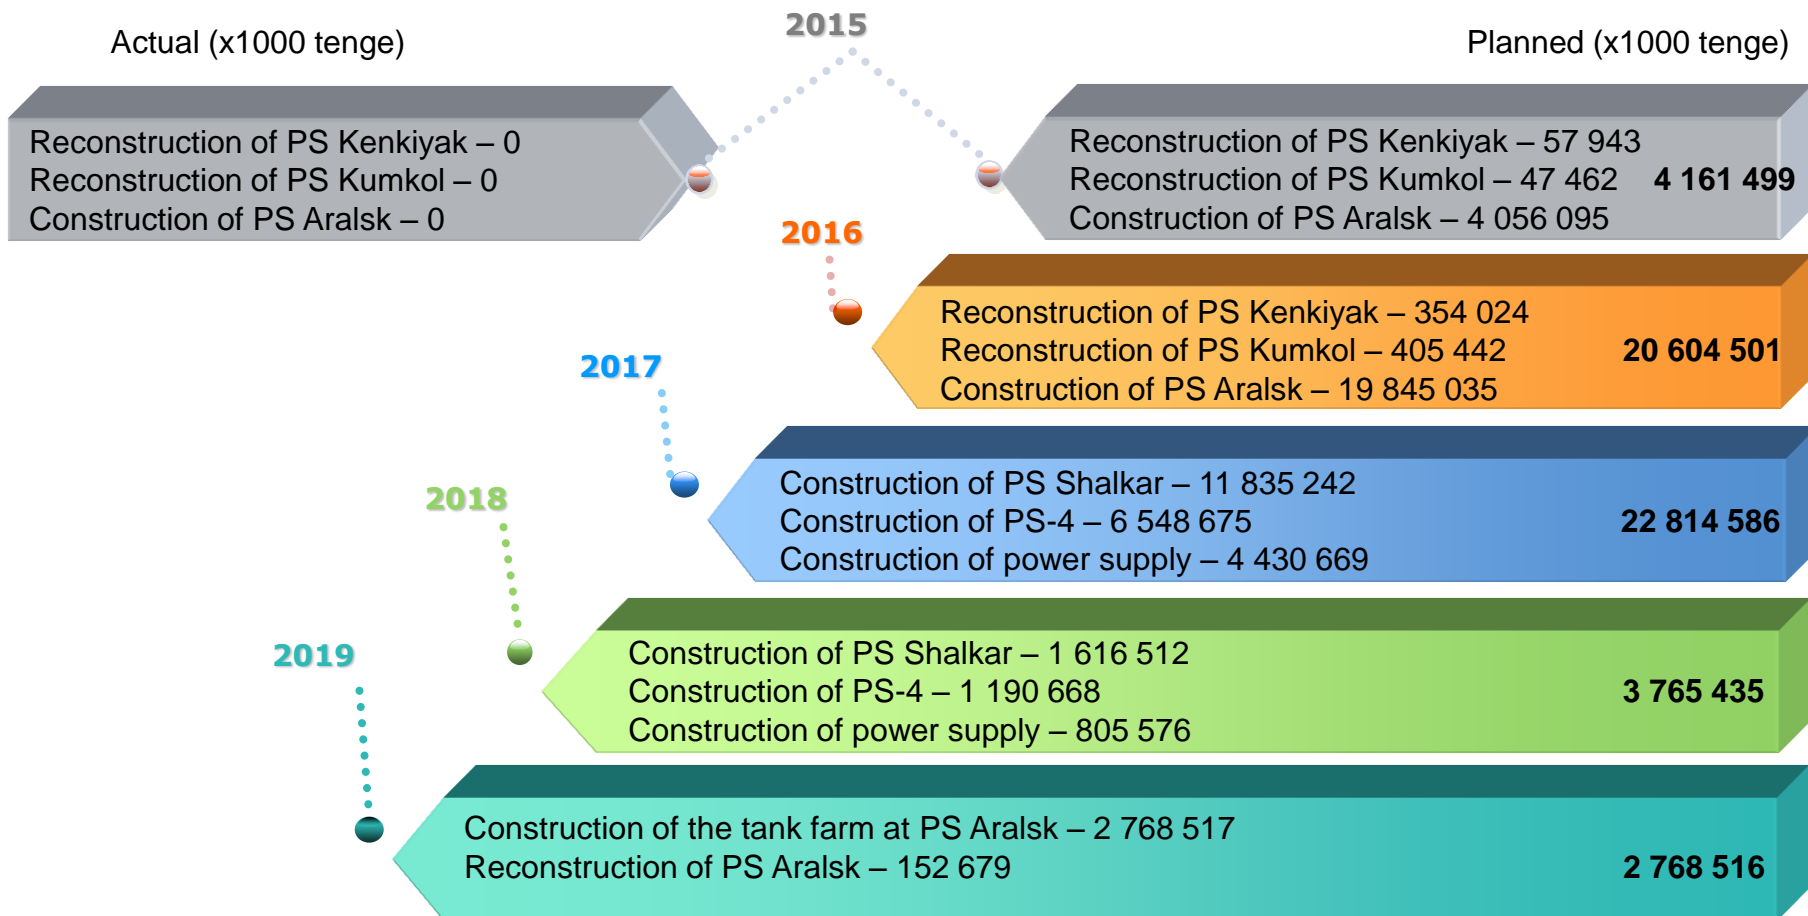 2015
Actual (x1000 tenge)
Planned (x1000 tenge)
Reconstruction of PS Kenkiyak – 0
Reconstruction of PS Kumkol – 0
Construction of PS Aralsk – 0
Reconstruction of PS Kenkiyak – 57 943
Reconstruction of PS Kumkol – 47 462 4 161 499
Construction of PS Aralsk – 4 056 095
2016
Reconstruction of PS Kenkiyak – 354 024
Reconstruction of PS Kumkol – 405 442 20 604 501
Construction of PS Aralsk – 19 845 035
2017
Construction of PS Shalkar – 11 835 242
Construction of PS-4 – 6 548 675 22 814 586
Construction of power supply – 4 430 669
2018
Construction of PS Shalkar – 1 616 512
Construction of PS-4 – 1 190 668 3 765 435
Construction of power supply – 805 576
2019
Construction of the tank farm at PS Aralsk – 2 768 517
Reconstruction of PS Aralsk – 152 679 2 768 516